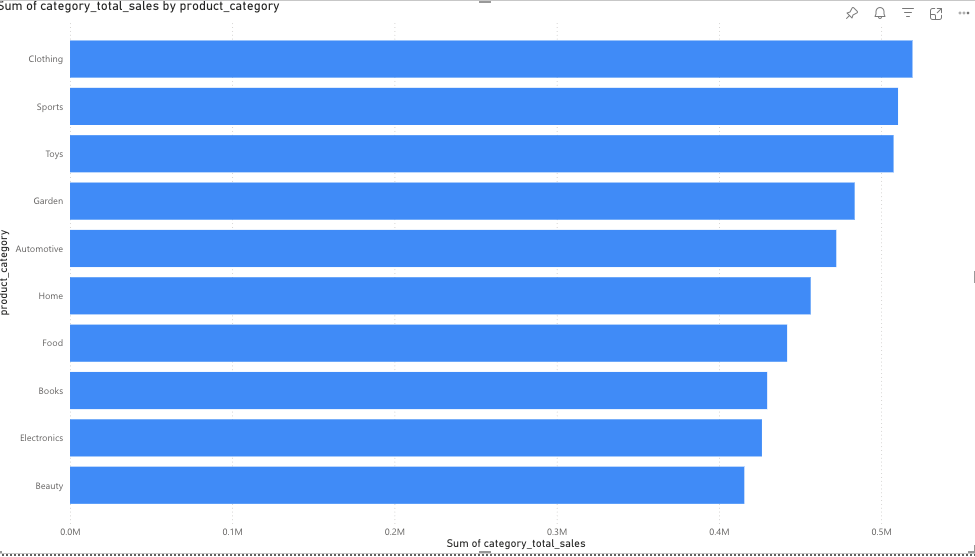 Sum of category_total_sales by product_category
Clothing
Sports
Toys
Garden
Automotive
Home
Food
Books
Electronics
Beauty
product_category
0.0M 0.1M 0.2M 0.3M 0.4M 0.5M
Sum of category_total_sales